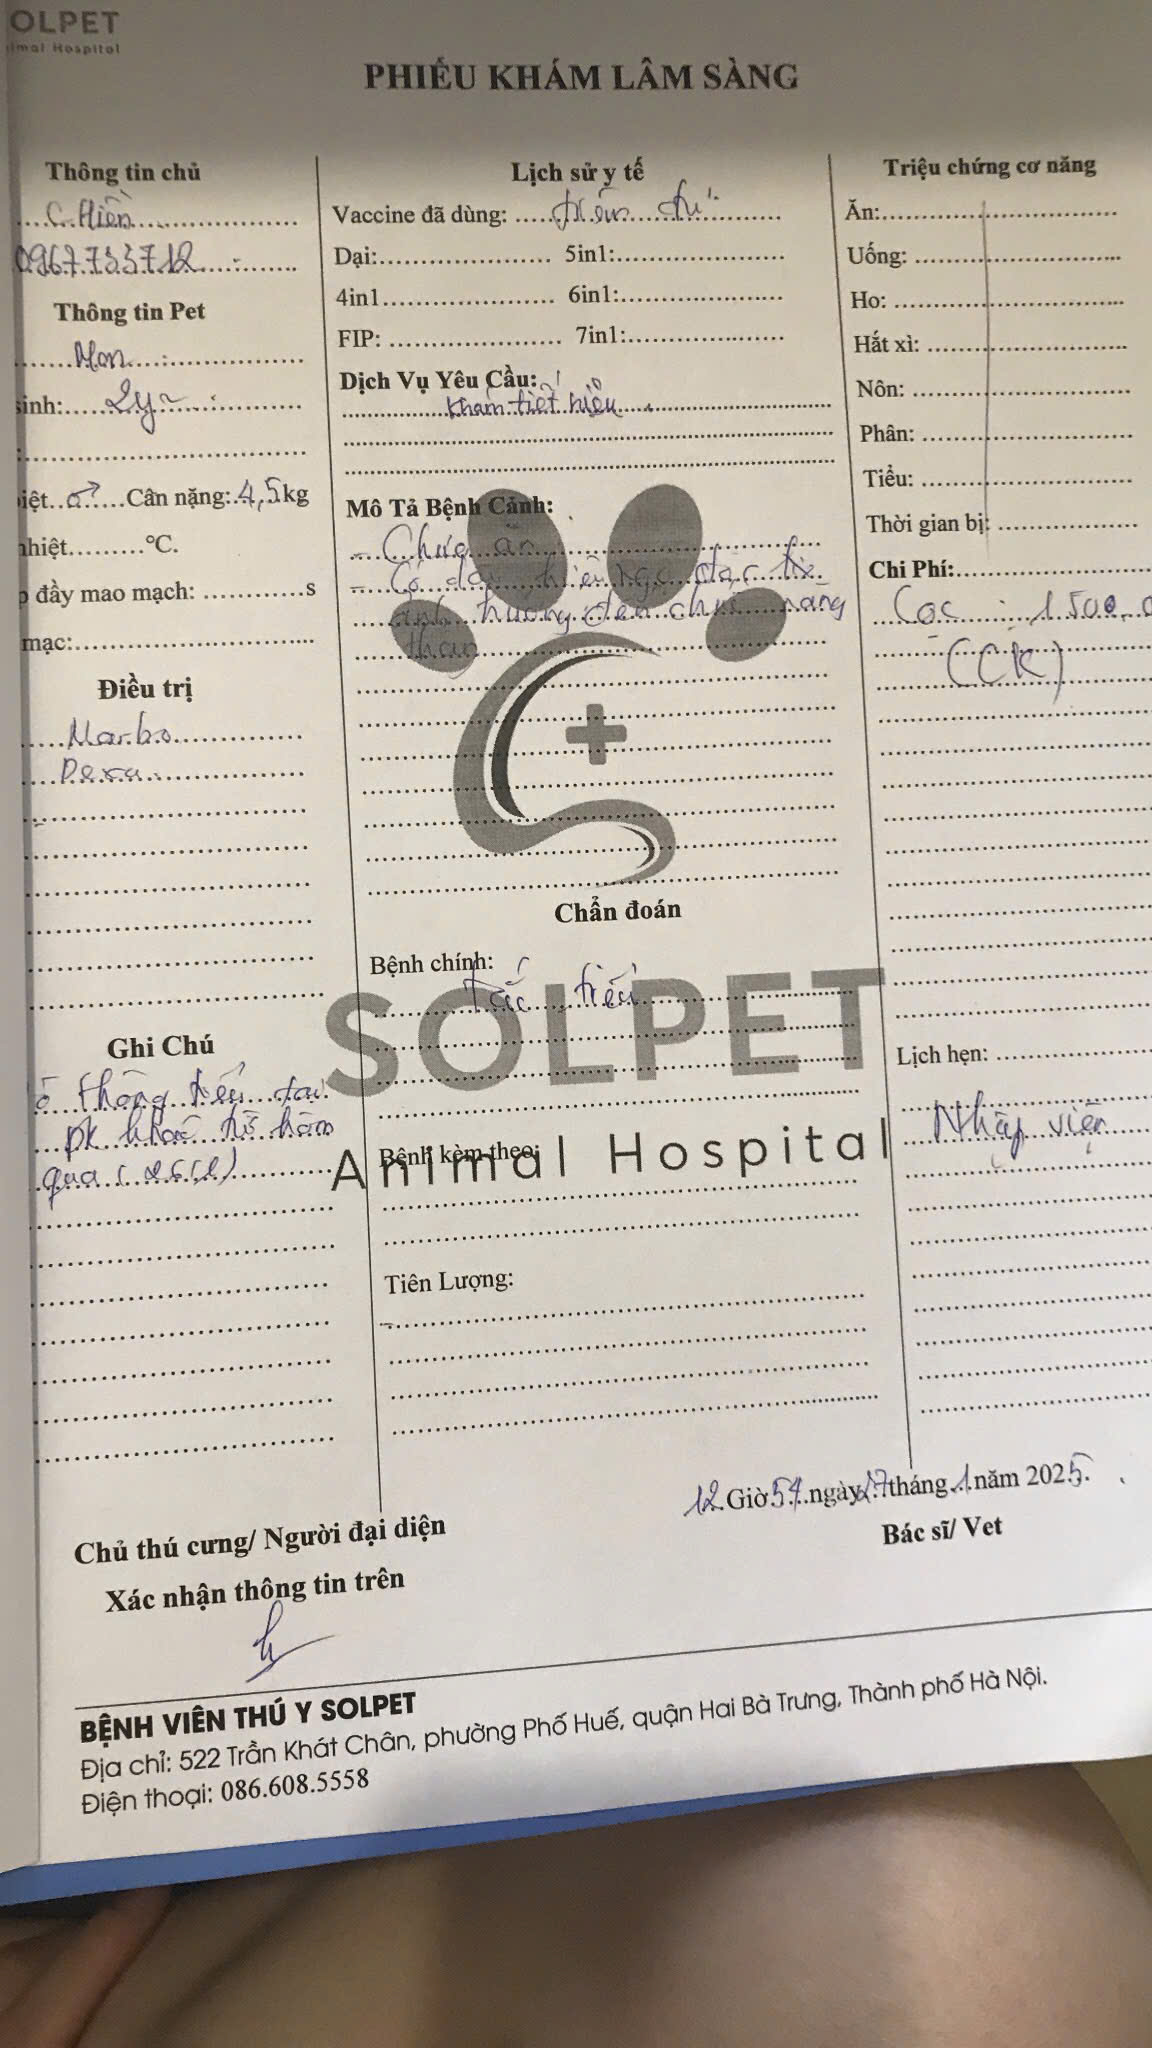 OLPET
imal Hospital
PHIẾU KHÁM LÂM SÀNG
Thông tin chủ
C. Hiền
0967733712
Thông tin Pet
Mon
sinh: 2y
iệt ♂ Cân nặng: 4,5kg
nhiệt.........°C.
p đầy mao mạch: ............s
mạc:
Điều trị
Marbo
Dexa
Ghi Chú
thông tiểu tại
pk khác từ hôm
qua
Lịch sử y tế
Vaccine đã dùng: tiêm đủ
Dại: 5in1:
4in1 6in1:
FIP: 7in1:
Dịch Vụ Yêu Cầu:
Khám tiết niệu
Mô Tả Bệnh Cảnh:
- Chưa ăn
- Có dấu hiệu ngộ độc
ảnh hưởng đến chức năng
thận
Chẩn đoán
Bệnh chính:
Tắc tiểu
Bệnh kèm theo:
Tiên Lượng:
Triệu chứng cơ năng
Ăn:
Uống:
Ho:
Hắt xì:
Nôn:
Phân:
Tiểu:
Thời gian bị:
Chi Phí:
Cọc : 1.500.0
(CK)
Lịch hẹn:
Nhập viện
SOLPET
Animal Hospital
12 Giờ 54 ngày 27 tháng 1 năm 2025.
Chủ thú cưng/ Người đại diện
Xác nhận thông tin trên
Bác sĩ/ Vet
BỆNH VIÊN THÚ Y SOLPET
Địa chỉ: 522 Trần Khát Chân, phường Phố Huế, quận Hai Bà Trưng, Thành phố Hà Nội.
Điện thoại: 086.608.5558